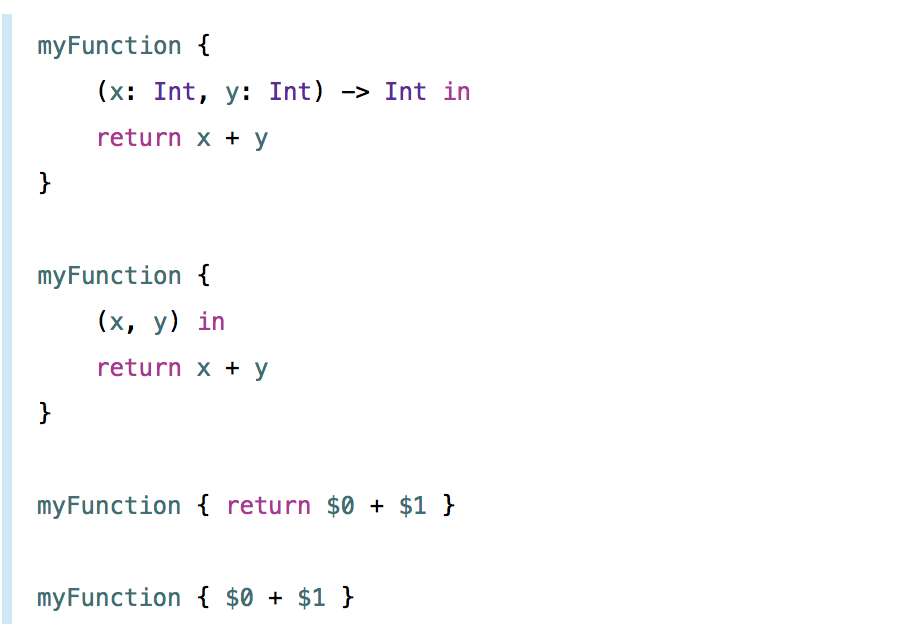 myFunction {
    (x: Int, y: Int) -> Int in
    return x + y
}
myFunction {
    (x, y) in
    return x + y
}
myFunction { return $0 + $1 }
myFunction { $0 + $1 }